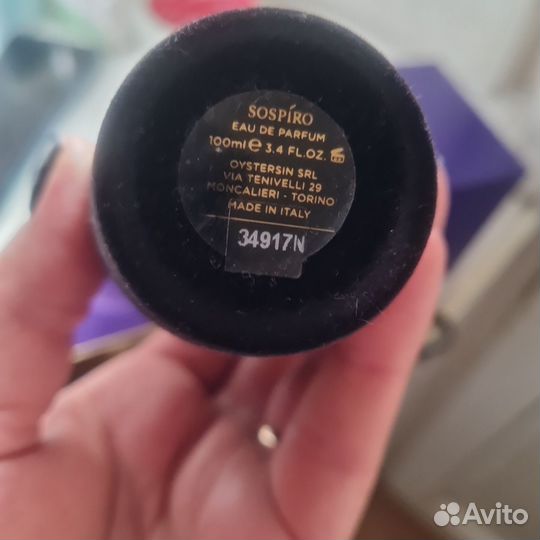 SOSPÍRO
EAU DE PARFUM
100ml e 3.4 FL.OZ.
OYSTERSIN SRL
VIA TENIVELLI 29
MONCALIERI - TORINO
MADE IN ITALY
34917N
Avito